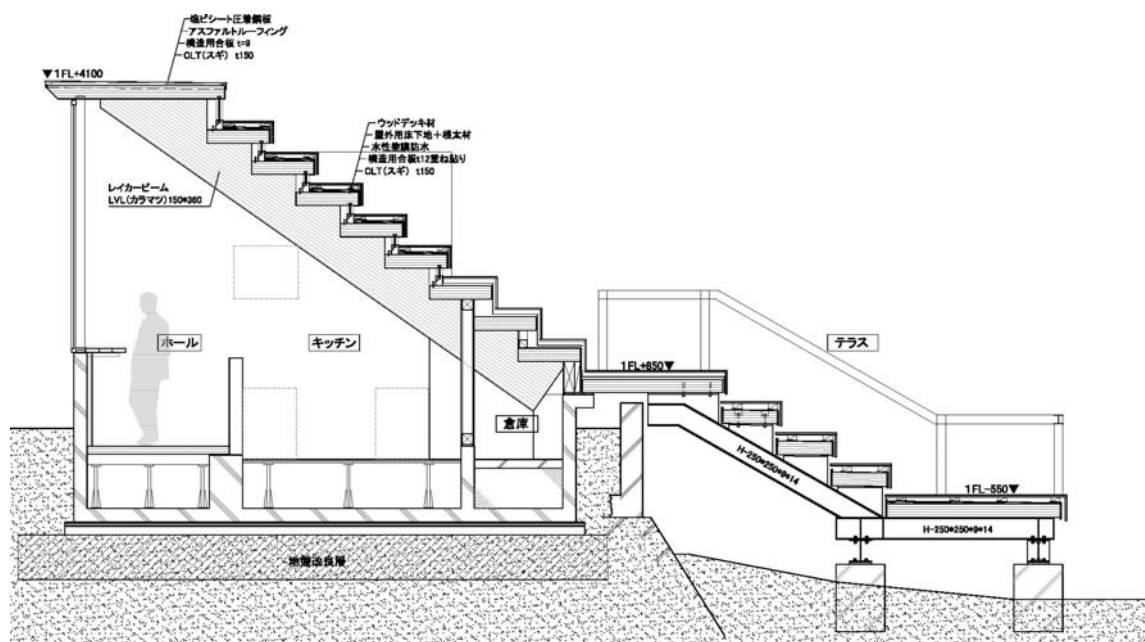 塩ビシート圧着鋼板
アスファルトルーフィング
構造用合板 t=9
CLT(スギ) t150
▼1FL+4100
ウッドデッキ材
屋外用床下地+根太材
水性塗膜防水
構造用合板t12重ね貼り
CLT(スギ) t150
レイカービーム
LVL(カラマツ)150*360
ホール
キッチン
テラス
1FL+850▼
倉庫
H-250*250*9*14
1FL-550▼
H-250*250*9*14
地盤改良層